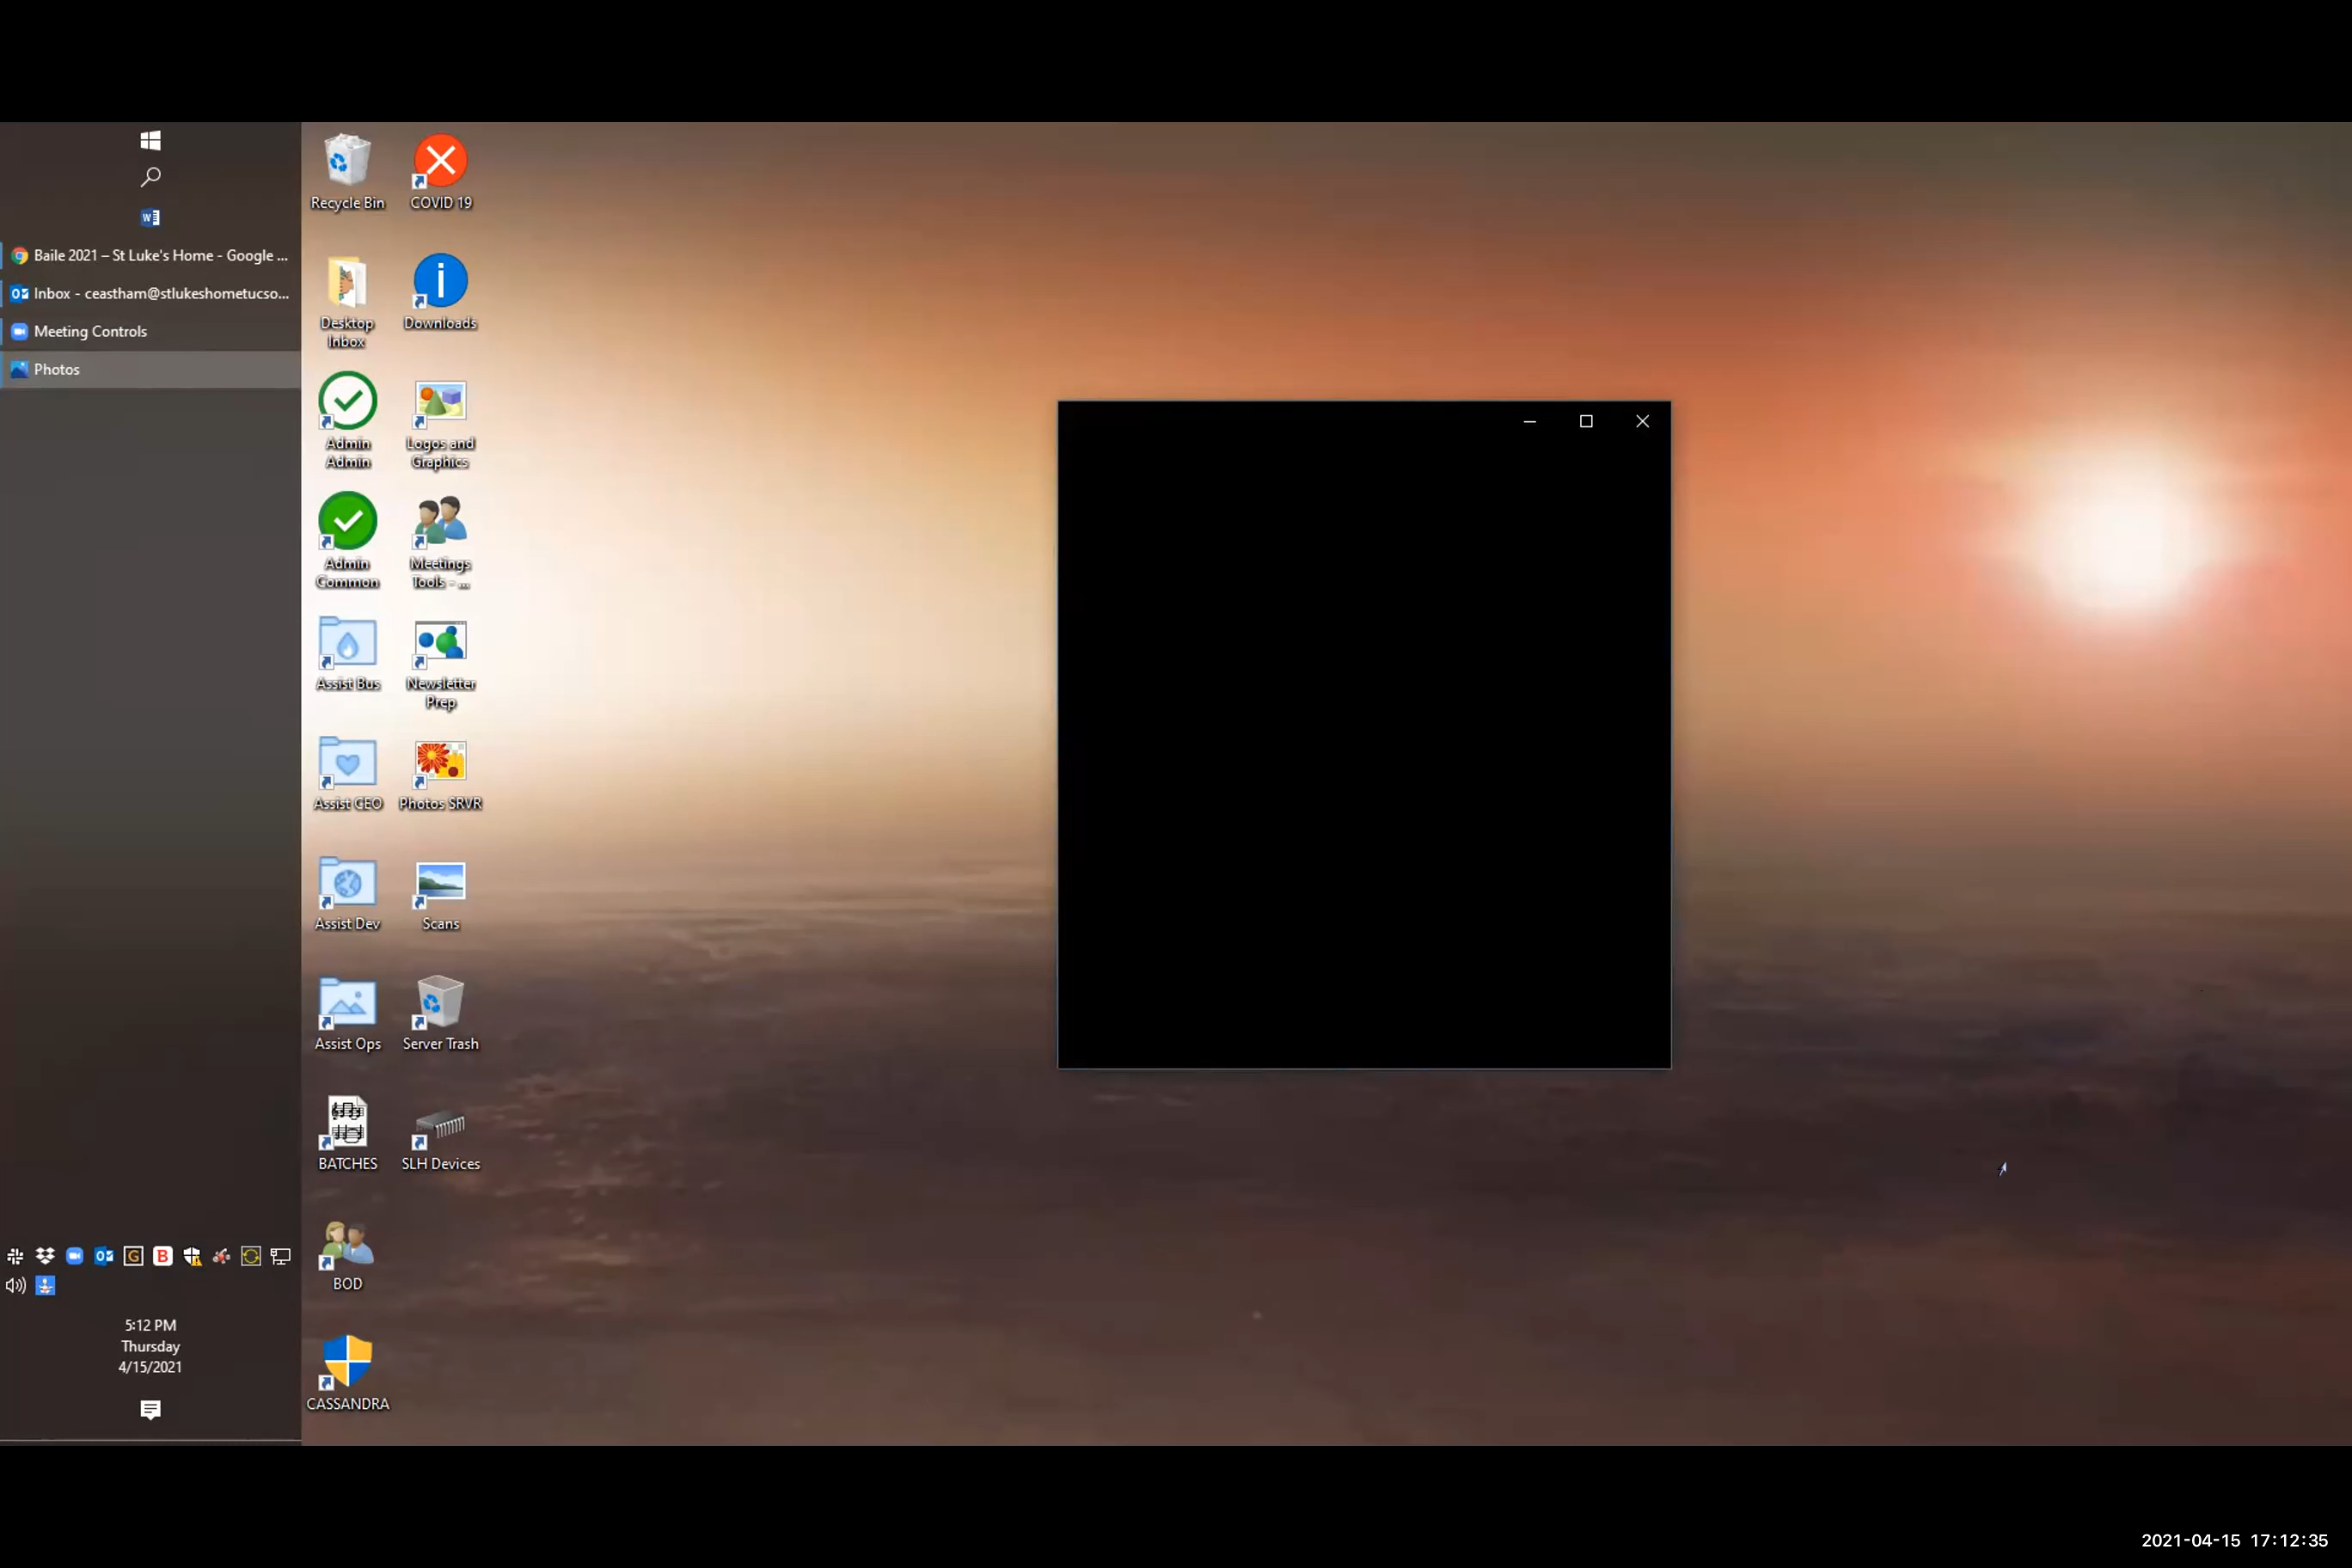 Baile 2021 – St Luke's Home - Google ...
Inbox - ceastham@stlukeshometucso...
Meeting Controls
Photos
Recycle Bin
COVID 19
Desktop
Inbox
Downloads
Admin
Admin
Logos and
Graphics
Admin
Common
Meetings
Tools - ...
Assist Bus
Newsletter
Prep
Assist CEO
Photos SRVR
Assist Dev
Scans
Assist Ops
Server Trash
BATCHES
SLH Devices
BOD
CASSANDRA
5:12 PM
Thursday
4/15/2021
2021-04-15 17:12:35